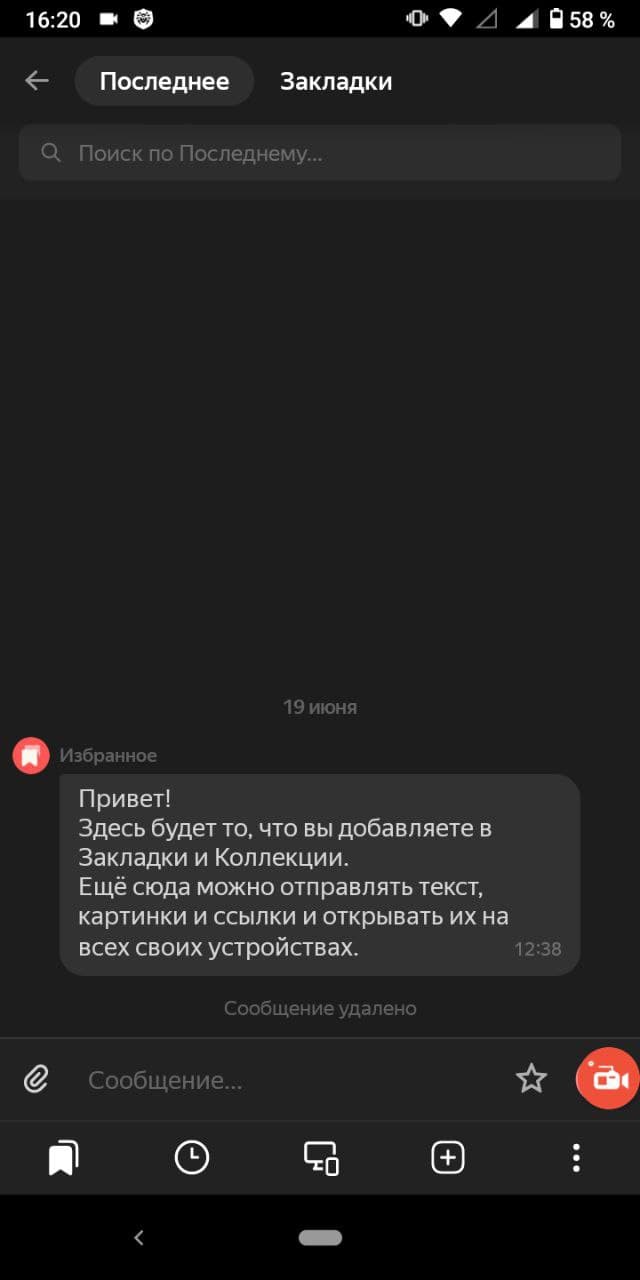 16:20 58 %
Последнее Закладки
Поиск по Последнему...
19 июня
Избранное
Привет!
Здесь будет то, что вы добавляете в
Закладки и Коллекции.
Ещё сюда можно отправлять текст,
картинки и ссылки и открывать их на
всех своих устройствах. 12:38
Сообщение удалено
Сообщение...